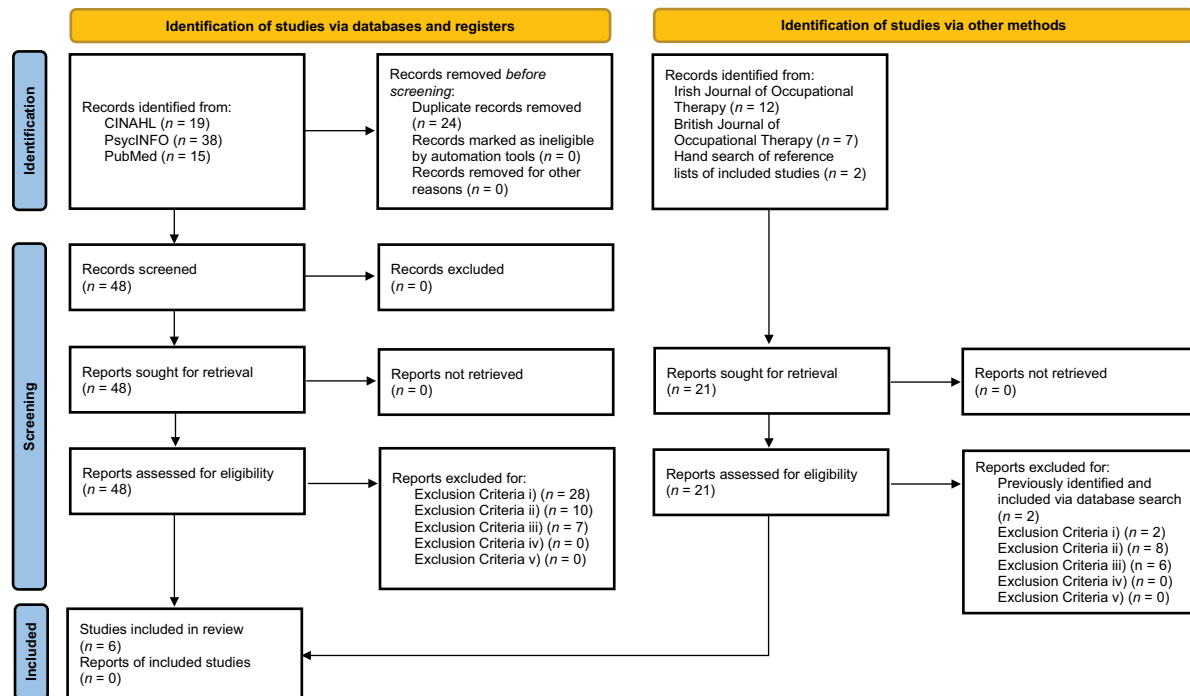 Identification of studies via databases and registers
Identification of studies via other methods
Identification
Records identified from:
CINAHL (n = 19)
PsycINFO (n = 38)
PubMed (n = 15)
Records removed before
screening:
Duplicate records removed
(n = 24)
Records marked as ineligible
by automation tools (n = 0)
Records removed for other
reasons (n = 0)
Records identified from:
Irish Journal of Occupational
Therapy (n = 12)
British Journal of
Occupational Therapy (n = 7)
Hand search of reference
lists of included studies (n = 2)
Screening
Records screened
(n = 48)
Records excluded
(n = 0)
Reports sought for retrieval
(n = 48)
Reports not retrieved
(n = 0)
Reports sought for retrieval
(n = 21)
Reports not retrieved
(n = 0)
Reports assessed for eligibility
(n = 48)
Reports excluded for:
Exclusion Criteria i) (n = 28)
Exclusion Criteria ii) (n = 10)
Exclusion Criteria iii) (n = 7)
Exclusion Criteria iv) (n = 0)
Exclusion Criteria v) (n = 0)
Reports assessed for eligibility
(n = 21)
Reports excluded for:
Previously identified and
included via database search
(n = 2)
Exclusion Criteria i) (n = 2)
Exclusion Criteria ii) (n = 8)
Exclusion Criteria iii) (n = 6)
Exclusion Criteria iv) (n = 0)
Exclusion Criteria v) (n = 0)
Included
Studies included in review
(n = 6)
Reports of included studies
(n = 0)